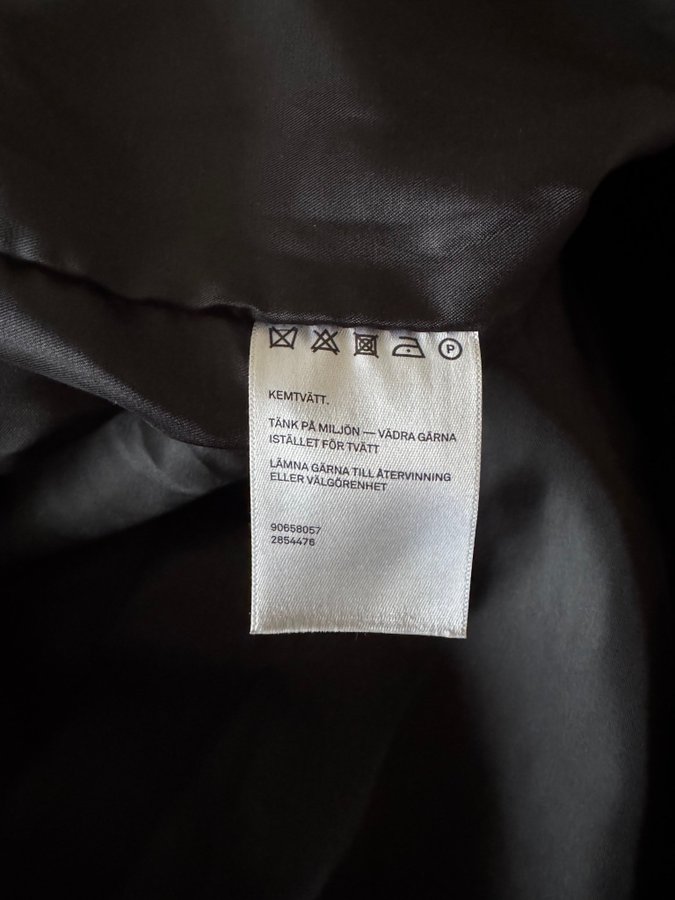 P
KEMTVÄTT.
TÄNK PÅ MILJÖN — VÄDRA GÄRNA
ISTÄLLET FÖR TVÄTT
LÄMNA GÄRNA TILL ÅTERVINNING
ELLER VÄLGÖRENHET
90658057
2854476